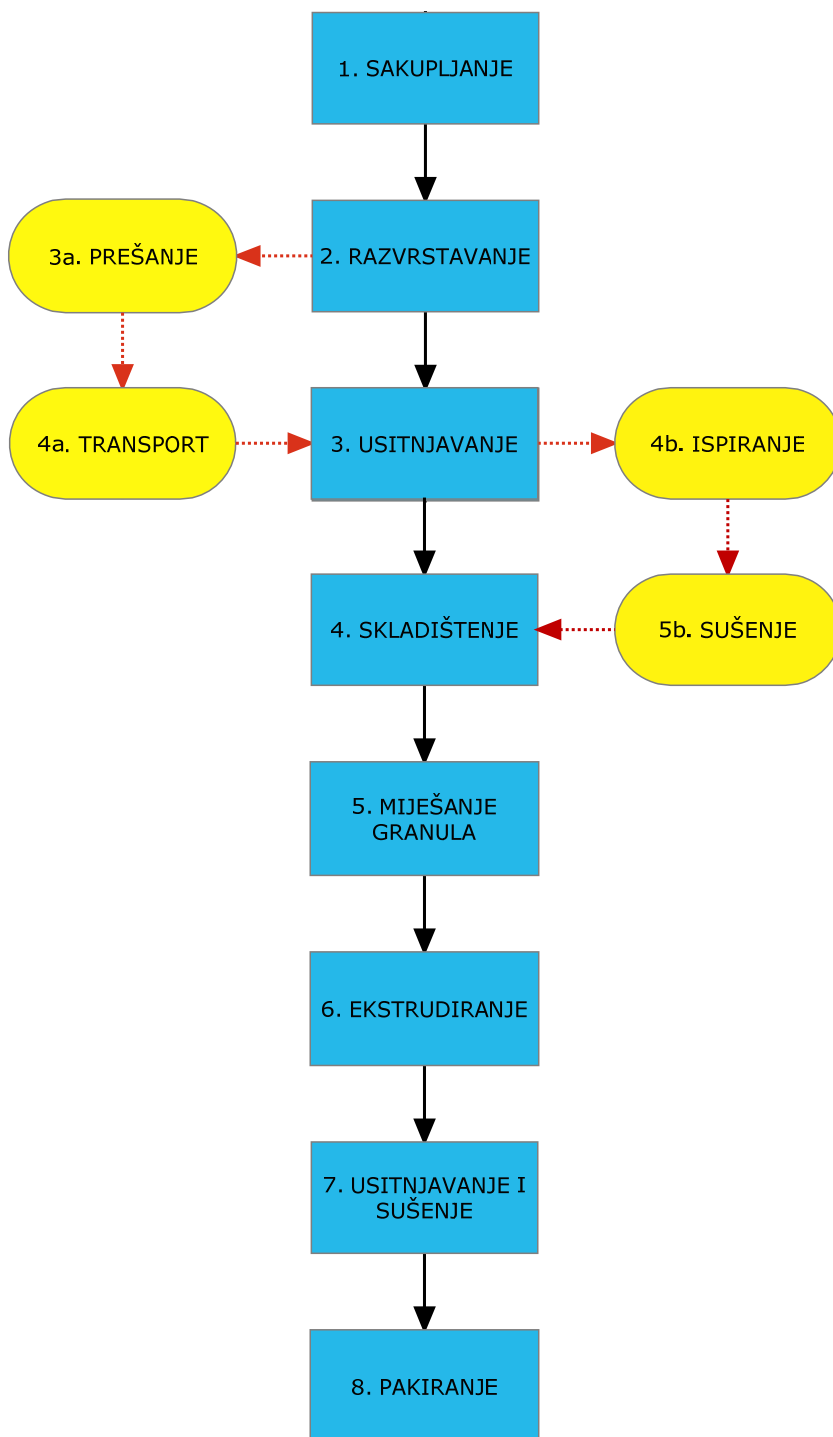 1. SAKUPLJANJE
3a. PREŠANJE
2. RAZVRSTAVANJE
4a. TRANSPORT
3. USITNJAVANJE
4b. ISPIRANJE
4. SKLADIŠTENJE
5b. SUŠENJE
5. MIJEŠANJE
GRANULA
6. EKSTRUDIRANJE
7. USITNJAVANJE I
SUŠENJE
8. PAKIRANJE